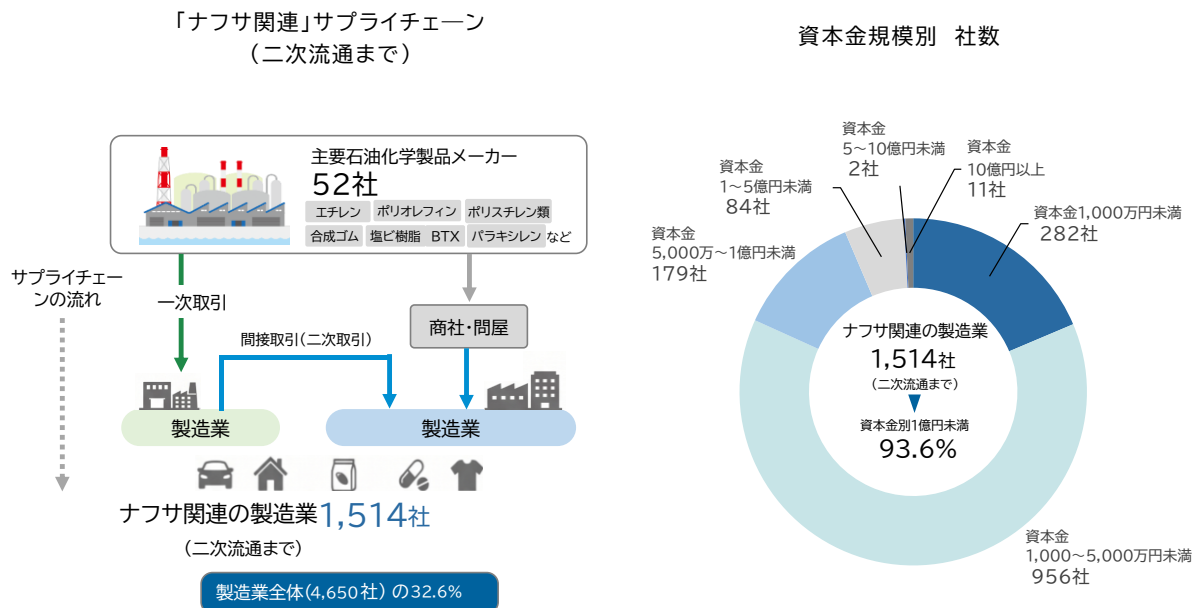 「ナフサ関連」サプライチェーン
（二次流通まで）
主要石油化学製品メーカー
52社
エチレン ポリオレフィン ポリスチレン類
合成ゴム 塩ビ樹脂 BTX パラキシレン など
サプライチェー
ンの流れ
一次取引
商社・問屋
間接取引（二次取引）
製造業
製造業
ナフサ関連の製造業1,514社
（二次流通まで）
製造業全体（4,650社）の32.6%
資本金規模別 社数
資本金
5～10億円未満
2社
資本金
10億円以上
11社
資本金
1～5億円未満
84社
資本金1,000万円未満
282社
資本金
5,000万～1億円未満
179社
ナフサ関連の製造業
1,514社
（二次流通まで）
資本金別1億円未満
93.6%
資本金
1,000～5,000万円未満
956社